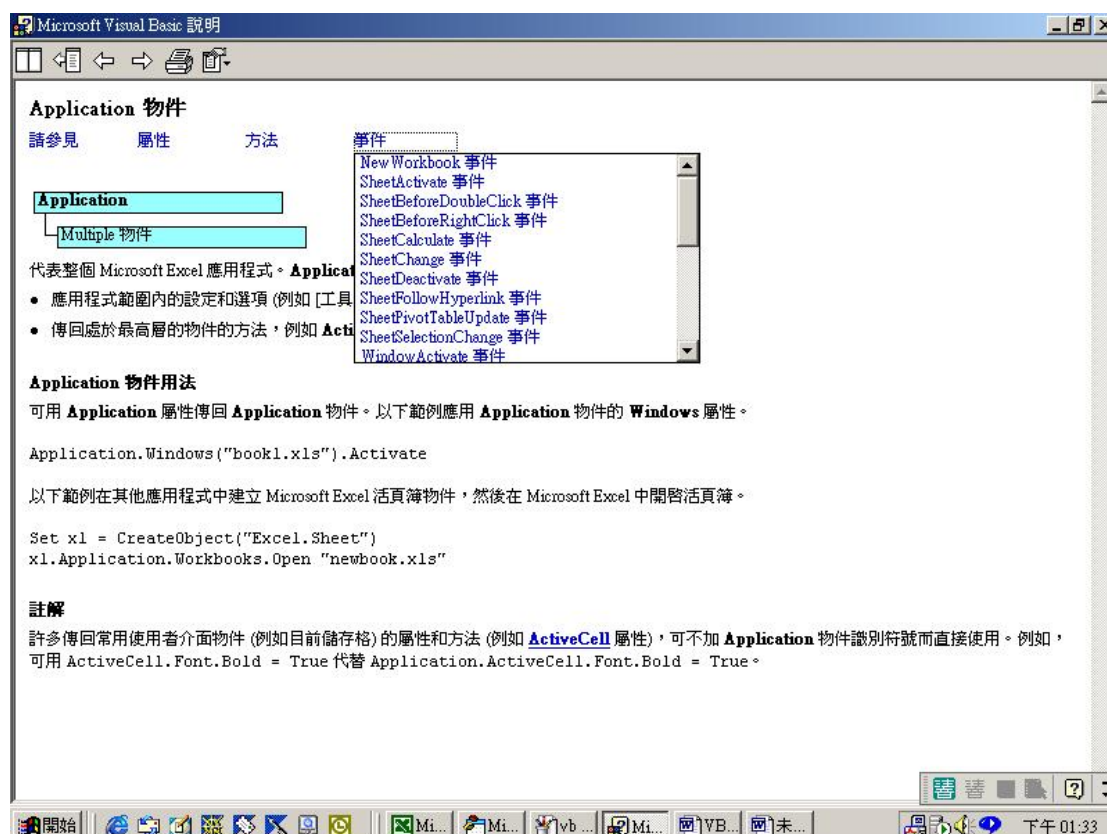 Microsoft Visual Basic 說明
Application 物件
請參見 屬性 方法 事件
New Workbook 事件
SheetActivate 事件
SheetBeforeDoubleClick 事件
SheetBeforeRightClick 事件
SheetCalculate 事件
SheetChange 事件
SheetDeactivate 事件
SheetFollowHyperlink 事件
SheetPivotTableUpdate 事件
SheetSelectionChange 事件
WindowActivate 事件
Application
Multiple 物件
代表整個 Microsoft Excel 應用程式。Applicat
• 應用程式範圍內的設定和選項 (例如 [工具
• 傳回處於最高層的物件的方法,例如 Acti
Application 物件用法
可用 Application 屬性傳回 Application 物件。以下範例應用 Application 物件的 Windows 屬性。
Application.Windows("book1.xls").Activate
以下範例在其他應用程式中建立 Microsoft Excel 活頁簿物件,然後在 Microsoft Excel 中開啓活頁簿。
Set xl = CreateObject("Excel.Sheet")
xl.Application.Workbooks.Open "newbook.xls"
註解
許多傳回常用使用者介面物件 (例如目前儲存格) 的屬性和方法 (例如 ActiveCell 屬性),可不加 Application 物件識別符號而直接使用。例如,
可用 ActiveCell.Font.Bold = True 代替 Application.ActiveCell.Font.Bold = True。
開始 Mi... Mi... vb ... Mi... VB... 未... 下午 01:33